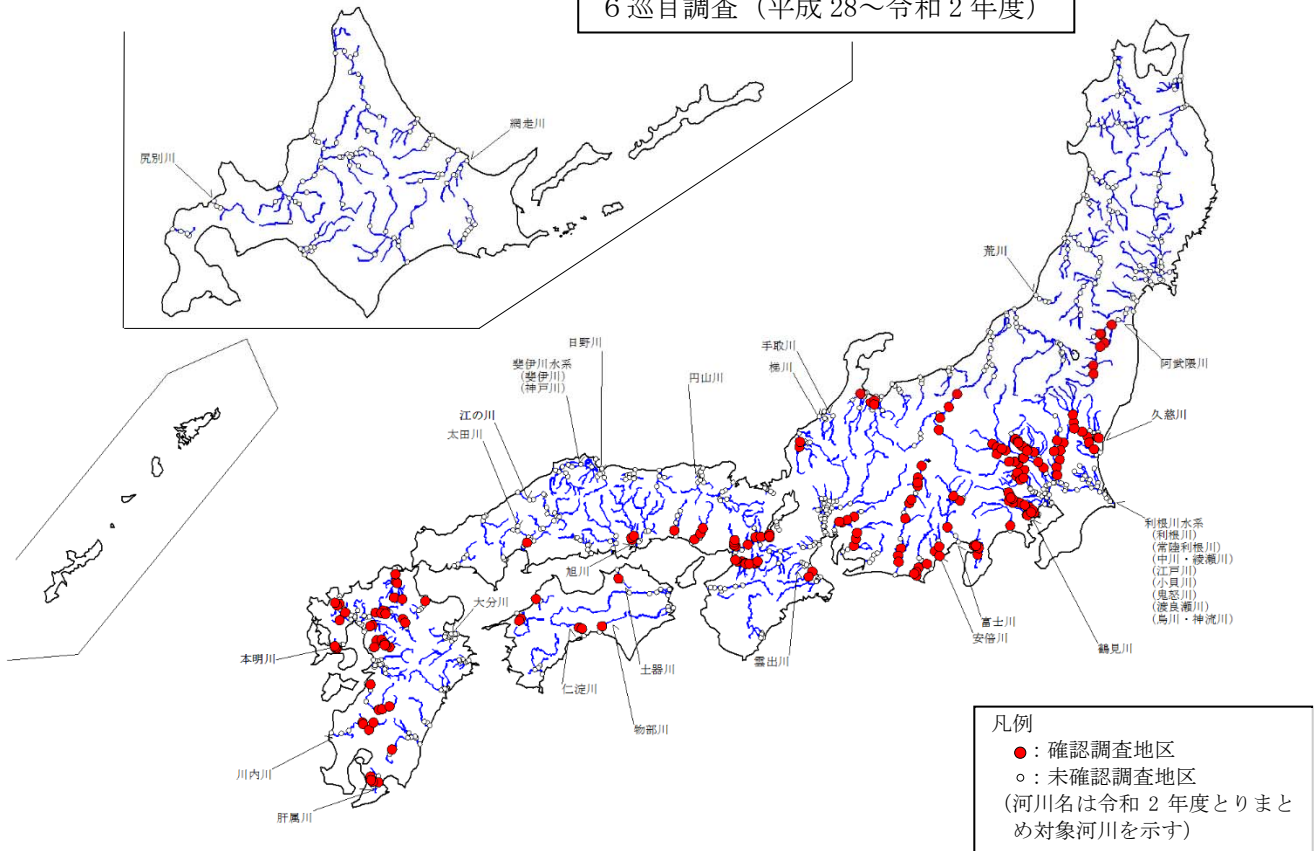 6巡目調査（平成 28～令和 2 年度）
網走川
尻別川
荒川
日野川
手取川
斐伊川水系
（斐伊川）
（神戸川）
円山川
梯川
阿武隈川
江の川
太田川
久慈川
利根川水系
（利根川）
（常陸利根川）
（中川・綾瀬川）
（江戸川）
（小貝川）
（鬼怒川）
（渡良瀬川）
（烏川・神流川）
旭川
大分川
富士川
安倍川
鶴見川
本明川
土器川
雲出川
仁淀川
物部川
川内川
肝属川
凡例
●：確認調査地区
○：未確認調査地区
（河川名は令和 2 年度とりまと
め対象河川を示す）